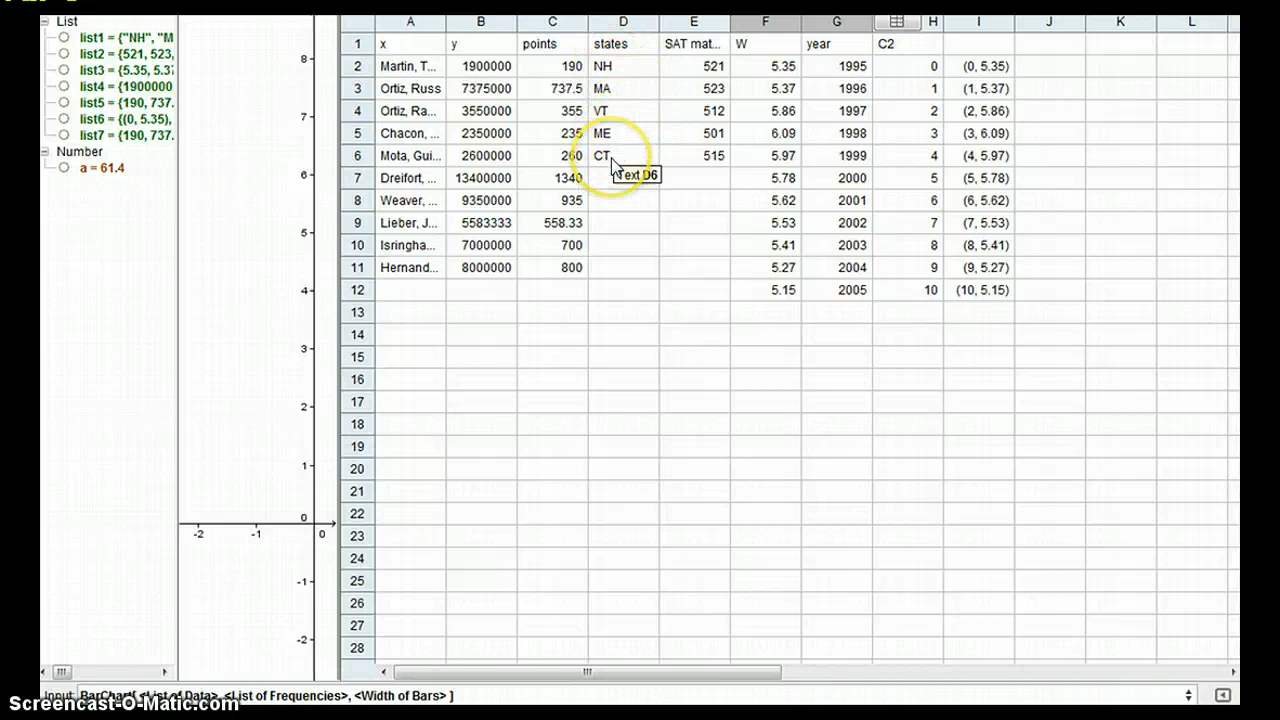 List
list1 = {"NH", "M
list2 = {521, 523,
list3 = {5.35, 5.37
list4 = {1900000
list5 = {190, 737.
list6 = {(0, 5.35),
list7 = {190, 737.
Number
a = 61.4
8
7
6
5
4
3
2
1
0
-1
-2
-2 -1 0
A B C D E F G H I J K L
1 x y points states SAT mat... W year C2
2 Martin, T... 1900000 190 NH 521 5.35 1995 0 (0, 5.35)
3 Ortiz, Russ 7375000 737.5 MA 523 5.37 1996 1 (1, 5.37)
4 Ortiz, Ra... 3550000 355 VT 512 5.86 1997 2 (2, 5.86)
5 Chacon, ... 2350000 235 ME 501 6.09 1998 3 (3, 6.09)
6 Mota, Gui... 2600000 260 CT 515 5.97 1999 4 (4, 5.97)
Text D6
7 Dreifort, ... 13400000 1340 5.78 2000 5 (5, 5.78)
8 Weaver, ... 9350000 935 5.62 2001 6 (6, 5.62)
9 Lieber, J... 5583333 558.33 5.53 2002 7 (7, 5.53)
10 Isringha... 7000000 700 5.41 2003 8 (8, 5.41)
11 Hernand... 8000000 800 5.27 2004 9 (9, 5.27)
12 5.15 2005 10 (10, 5.15)
13
14
15
16
17
18
19
20
21
22
23
24
25
26
27
28
Input: BarChart[ <List of Data>, <List of Frequencies>, <Width of Bars> ]
Screencast-O-Matic.com